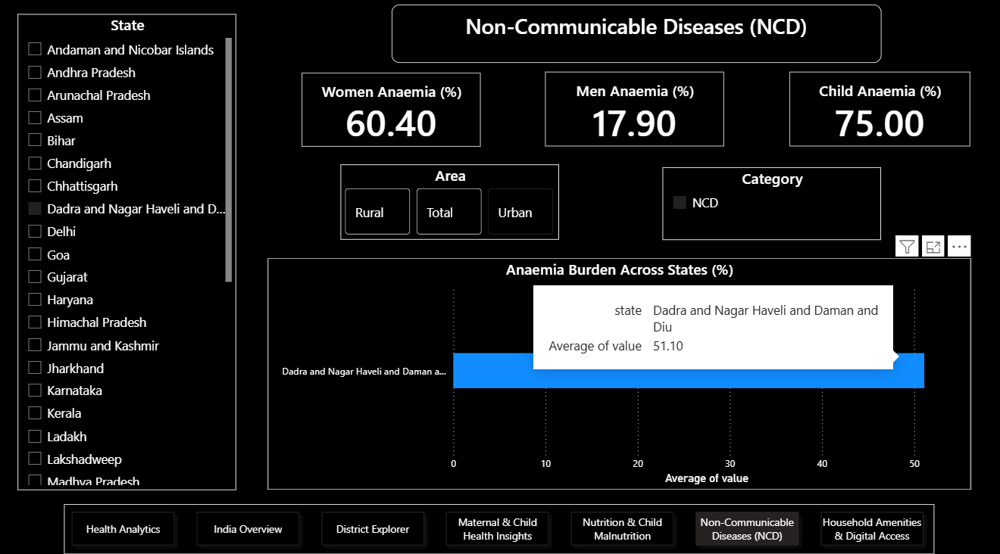 State
Andaman and Nicobar Islands
Andhra Pradesh
Arunachal Pradesh
Assam
Bihar
Chandigarh
Chhattisgarh
Dadra and Nagar Haveli and D...
Delhi
Goa
Gujarat
Haryana
Himachal Pradesh
Jammu and Kashmir
Jharkhand
Karnataka
Kerala
Ladakh
Lakshadweep
Madhya Pradesh
Non-Communicable Diseases (NCD)
Women Anaemia (%)
60.40
Men Anaemia (%)
17.90
Child Anaemia (%)
75.00
Area
Rural
Total
Urban
Category
NCD
Anaemia Burden Across States (%)
state Dadra and Nagar Haveli and Daman and
Diu
Average of value 51.10
Dadra and Nagar Haveli and Daman a...
0 10 20 30 40 50
Average of value
Health Analytics
India Overview
District Explorer
Maternal & Child
Health Insights
Nutrition & Child
Malnutrition
Non-Communicable
Diseases (NCD)
Household Amenities
& Digital Access